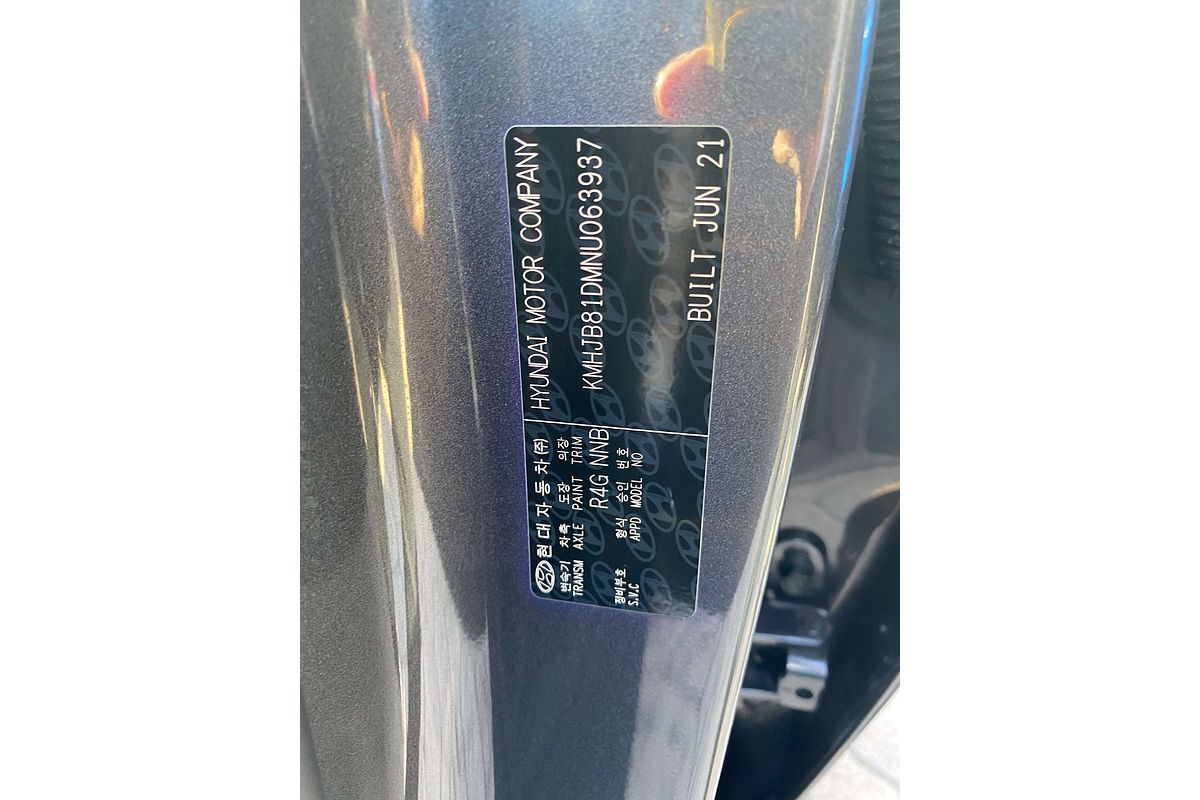 현대자동차(주)
변속기 차축 도장 의장
TRANSM AXLE PAINT TRIM
R4G NNB
정비부호 형식 승인 번호
S.V.C APPD MODEL NO
HYUNDAI MOTOR COMPANY
KMHJB81DMNU063937
BUILT JUN 21